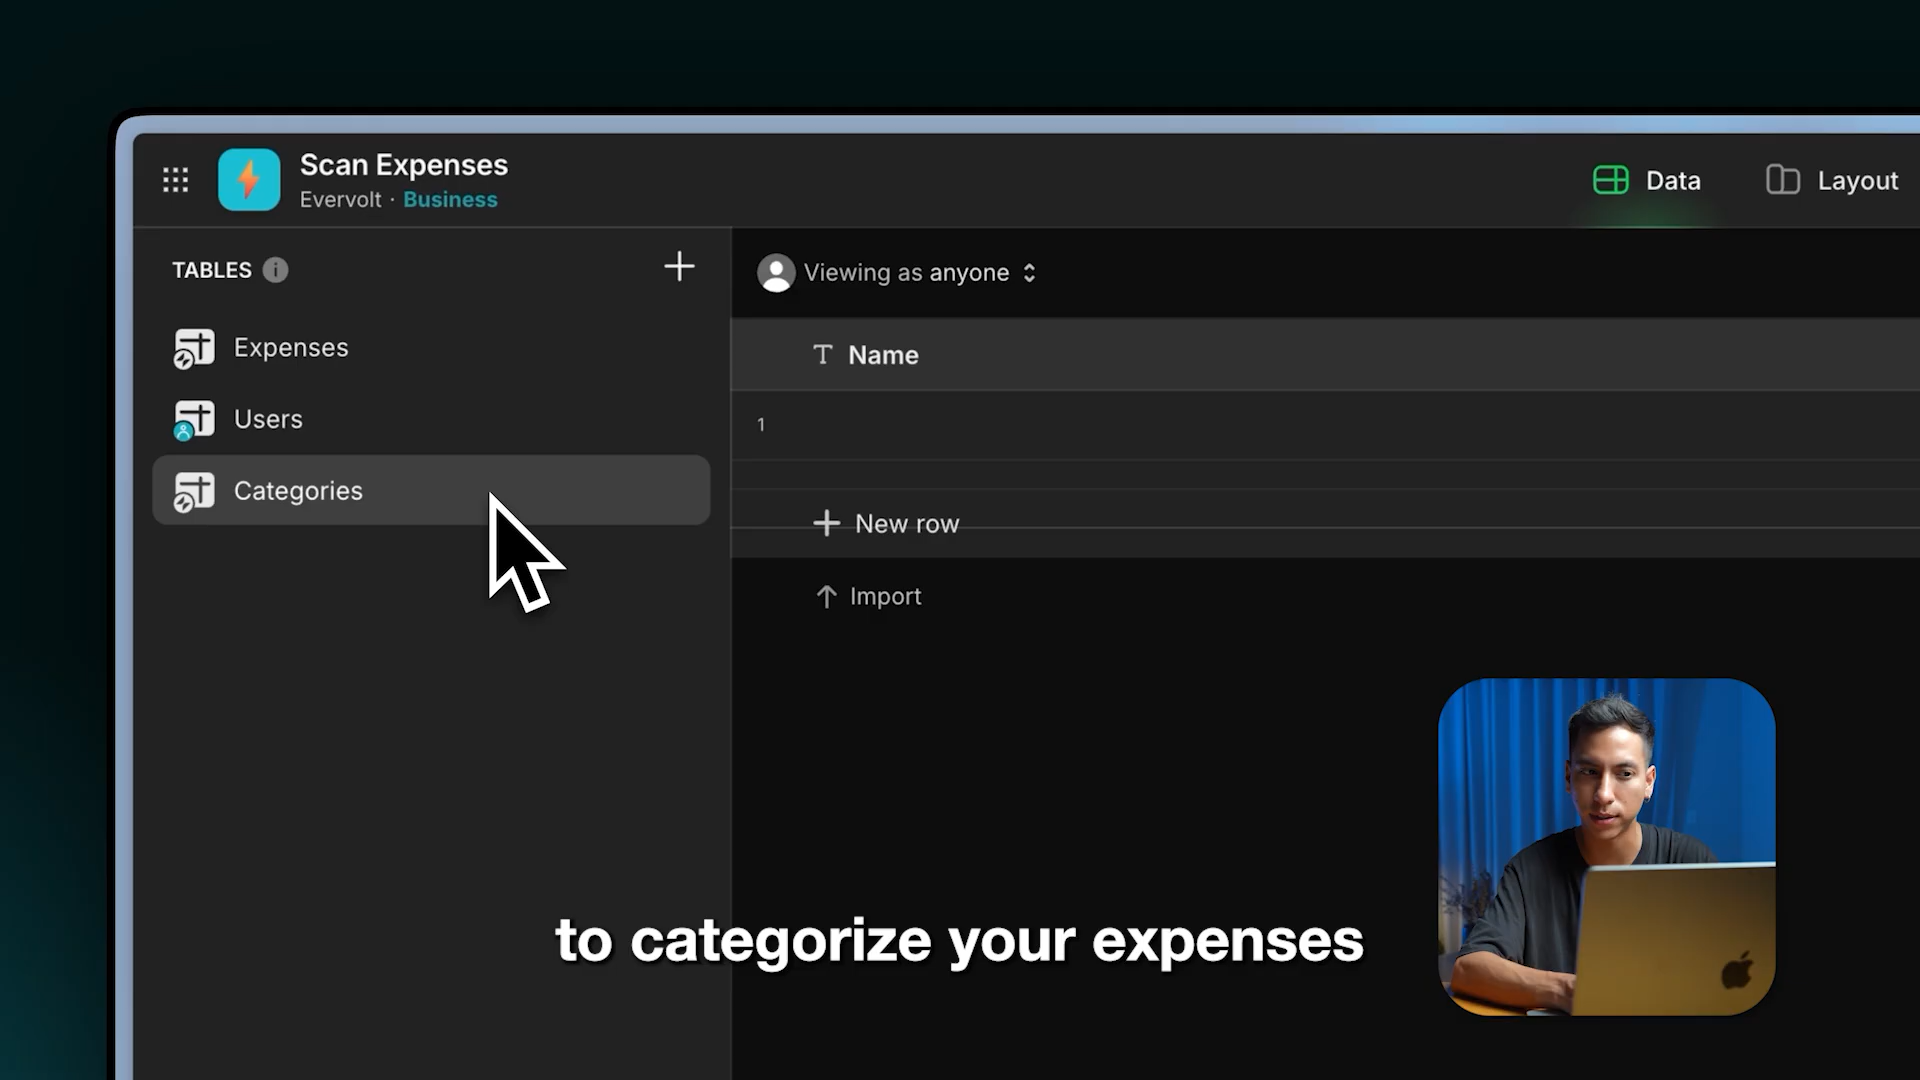 Scan Expenses
Evervolt · Business
Data
Layout
TABLES
Expenses
Users
Categories
Viewing as anyone
Name
1
New row
Import
to categorize your expenses